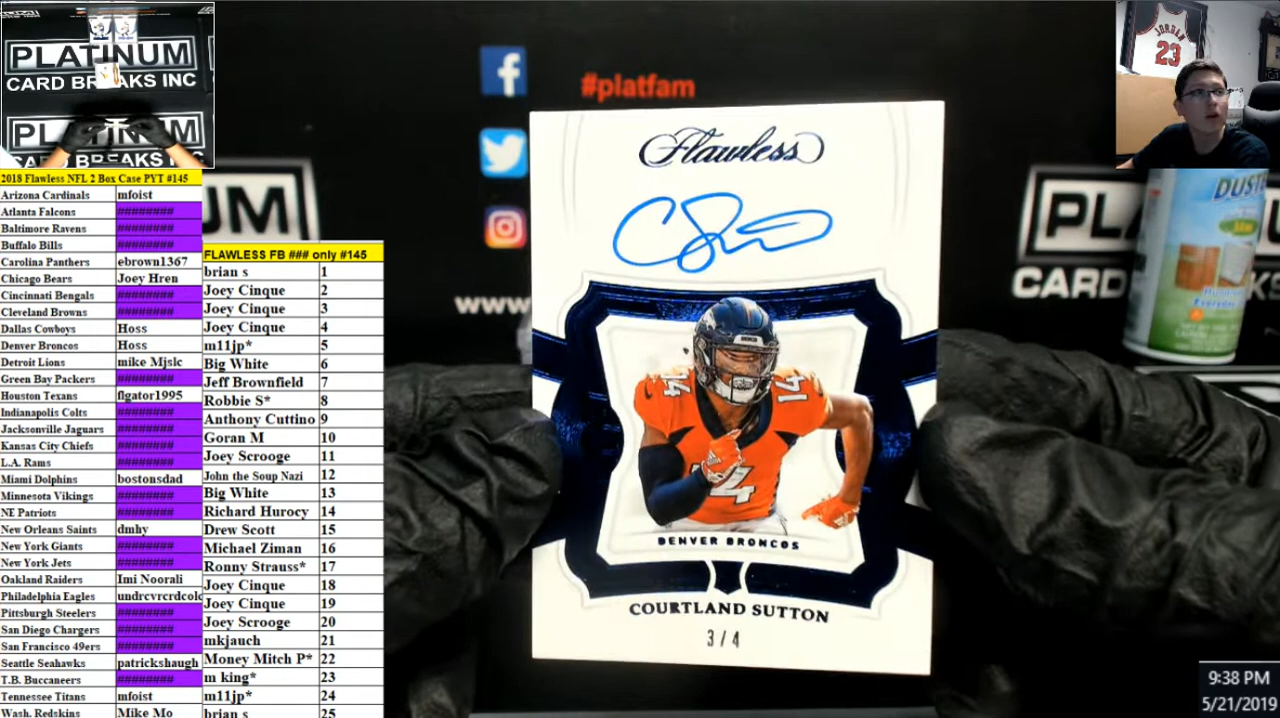 PLATINUM
CARD BREAKS INC
PLATINUM
CARD BREAKS INC
2018 Flawless NFL 2 Box Case PYT #145
Arizona Cardinals mfoist
Atlanta Falcons ########
Baltimore Ravens ########
Buffalo Bills ########
Carolina Panthers ebrown1367
Chicago Bears Joey Hren
Cincinnati Bengals ########
Cleveland Browns ########
Dallas Cowboys Hoss
Denver Broncos Hoss
Detroit Lions mike Mjslc
Green Bay Packers ########
Houston Texans flgator1995
Indianapolis Colts ########
Jacksonville Jaguars ########
Kansas City Chiefs ########
L.A. Rams ########
Miami Dolphins bostonsdad
Minnesota Vikings ########
NE Patriots ########
New Orleans Saints dmhy
New York Giants ########
New York Jets ########
Oakland Raiders Imi Noorali
Philadelphia Eagles undrcvrcrdcolc
Pittsburgh Steelers ########
San Diego Chargers ########
San Francisco 49ers ########
Seattle Seahawks patrickshaugh
T.B. Buccaneers ########
Tennessee Titans mfoist
Wash. Redskins Mike Mo
FLAWLESS FB ### only #145
brian s 1
Joey Cinque 2
Joey Cinque 3
Joey Cinque 4
m11jp* 5
Big White 6
Jeff Brownfield 7
Robbie S* 8
Anthony Cuttino 9
Goran M 10
Joey Scrooge 11
John the Soup Nazi 12
Big White 13
Richard Hurocy 14
Drew Scott 15
Michael Ziman 16
Ronny Strauss* 17
Joey Cinque 18
Joey Cinque 19
Joey Scrooge 20
mkjauch 21
Money Mitch P* 22
m king* 23
m11jp* 24
brian s 25
#platfam
UM
www
Flawless
14
14
14
DENVER BRONCOS
COURTLAND SUTTON
3/4
PL
CARD
DUST
JORDAN
23
9:38 PM
5/21/2019